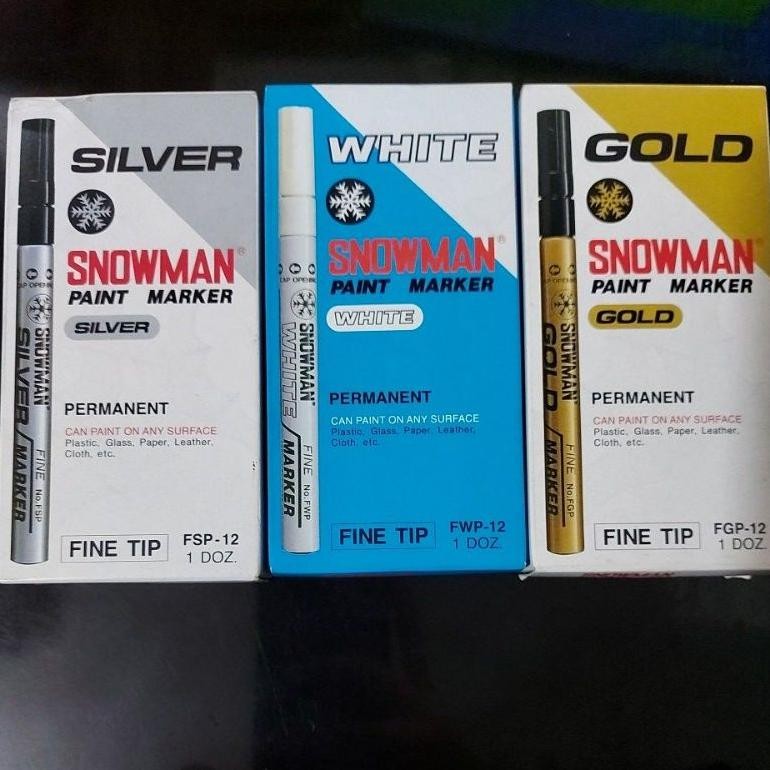 SILVER
SNOWMAN®
PAINT MARKER
SILVER
PERMANENT
CAN PAINT ON ANY SURFACE
Plastic, Glass, Paper, Leather,
Cloth, etc.
FINE TIP
FSP-12
1 DOZ.
SNOWMAN
SILVER MARKER
FINE No.FSP
WHITE
SNOWMAN®
PAINT MARKER
WHITE
PERMANENT
CAN PAINT ON ANY SURFACE
Plastic, Glass, Paper, Leather,
Cloth, etc.
FINE TIP
FWP-12
1 DOZ.
SNOWMAN
WHITE MARKER
FINE No.FWP
GOLD
SNOWMAN
PAINT MARKER
GOLD
PERMANENT
CAN PAINT ON ANY SURFACE
Plastic, Glass, Paper, Leather,
Cloth, etc.
FINE TIP
FGP-12
1 DOZ.
SNOWMAN
GOLD MARKER
FINE No.FGP
SNOWMAN